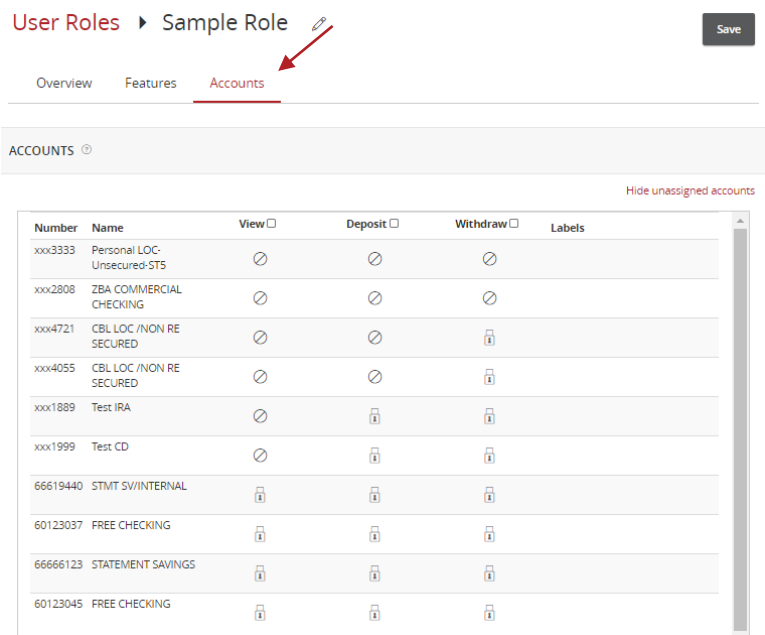 User Roles Sample Role
Save
Overview Features Accounts
ACCOUNTS
Hide unassigned accounts
Number Name View Deposit Withdraw Labels
xxx3333 Personal LOC-
Unsecured-ST5
xxx2808 ZBA COMMERCIAL
CHECKING
xxx4721 CBL LOC /NON RE
SECURED
xxx4055 CBL LOC /NON RE
SECURED
xxx1889 Test IRA
xxx1999 Test CD
66619440 STMT SV/INTERNAL
60123037 FREE CHECKING
66666123 STATEMENT SAVINGS
60123045 FREE CHECKING